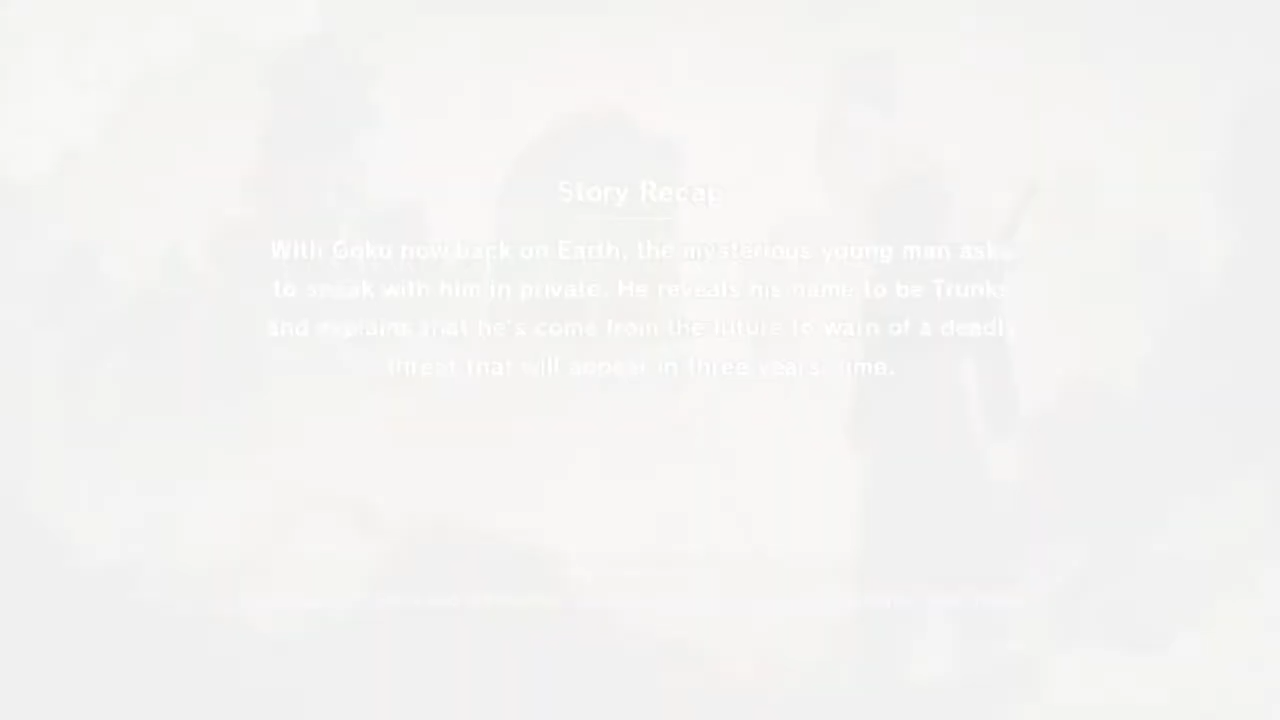 Story Recap
With Goku now back on Earth, the mysterious young man asks
to speak with him in private. He reveals his name to be Trunks
and explains that he's come from the future to warn of a deadly
threat that will appear in three years' time.